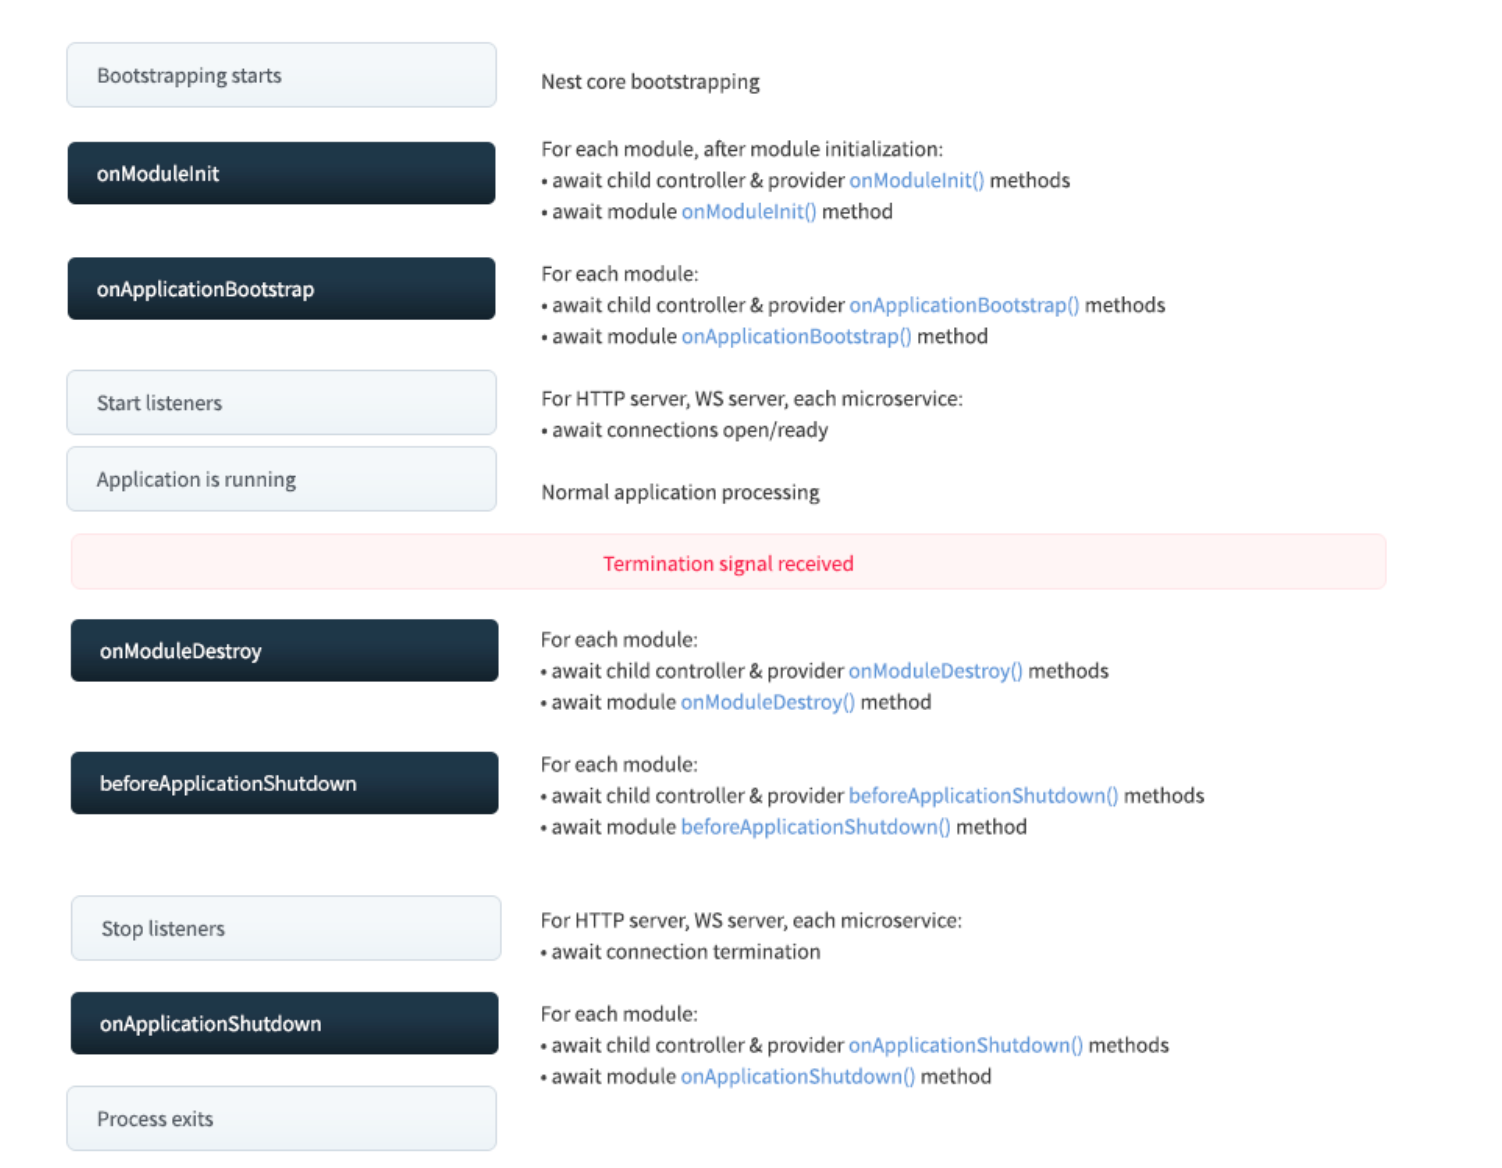 Bootstrapping starts
Nest core bootstrapping
onModuleInit
For each module, after module initialization:
• await child controller & provider onModuleInit() methods
• await module onModuleInit() method
onApplicationBootstrap
For each module:
• await child controller & provider onApplicationBootstrap() methods
• await module onApplicationBootstrap() method
Start listeners
For HTTP server, WS server, each microservice:
• await connections open/ready
Application is running
Normal application processing
Termination signal received
onModuleDestroy
For each module:
• await child controller & provider onModuleDestroy() methods
• await module onModuleDestroy() method
beforeApplicationShutdown
For each module:
• await child controller & provider beforeApplicationShutdown() methods
• await module beforeApplicationShutdown() method
Stop listeners
For HTTP server, WS server, each microservice:
• await connection termination
onApplicationShutdown
For each module:
• await child controller & provider onApplicationShutdown() methods
• await module onApplicationShutdown() method
Process exits